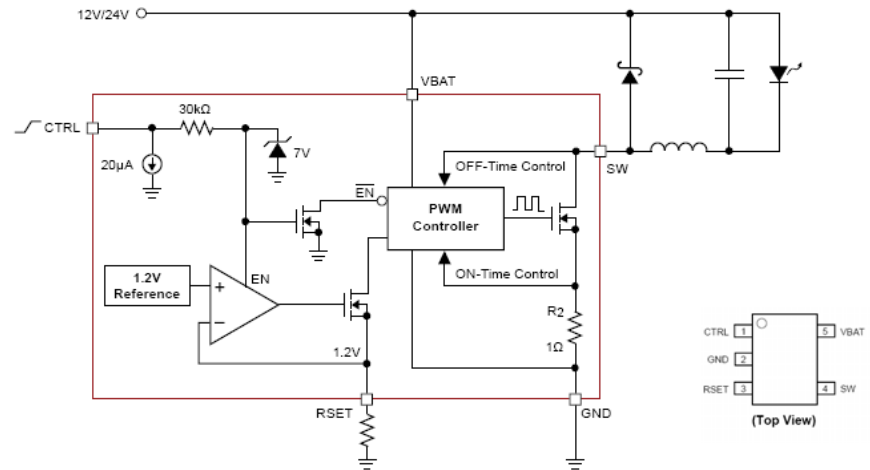 12V/24V
VBAT
30kΩ
CTRL
7V
20µA
OFF-Time Control
SW
EN
PWM
Controller
EN
ON-Time Control
1.2V
Reference
+
−
R2
1Ω
1.2V
RSET
GND
CTRL 1
5 VBAT
GND 2
RSET 3
4 SW
(Top View)